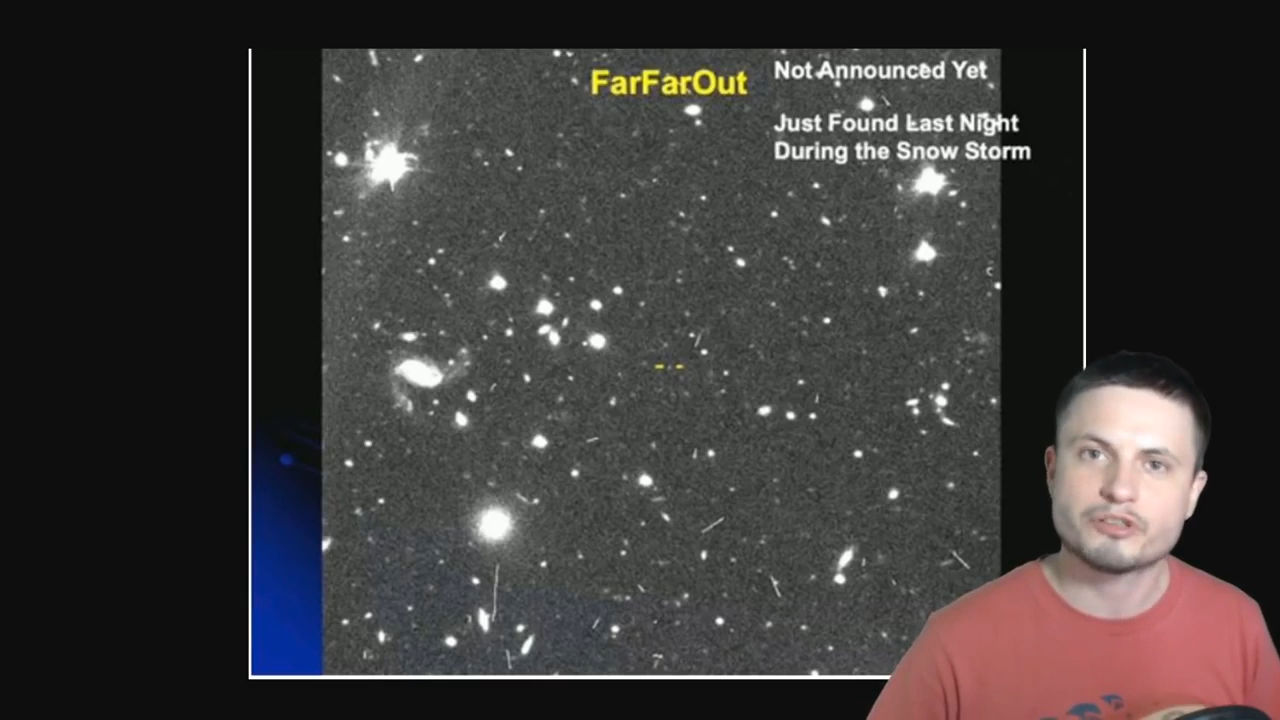 FarFarOut
Not Announced Yet
Just Found Last Night
During the Snow Storm